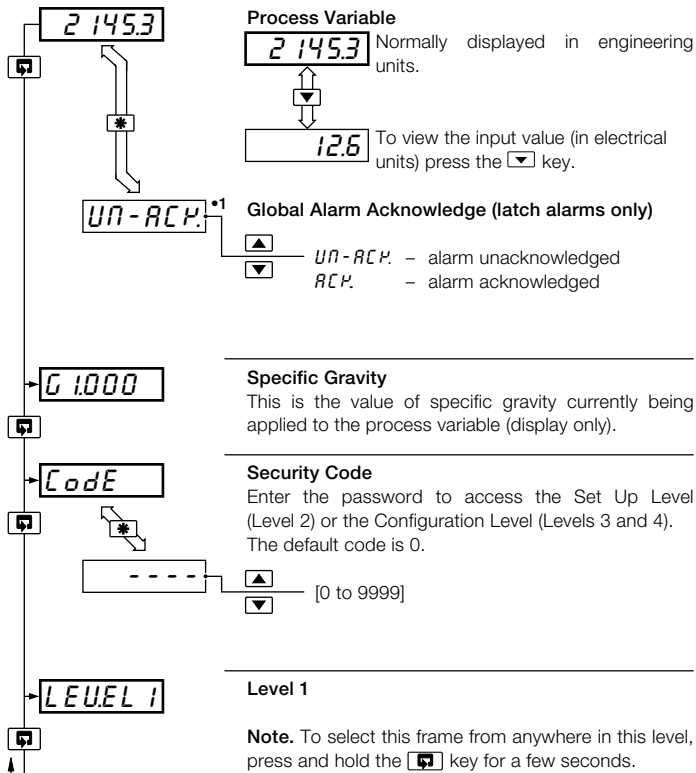 2145.3
Process Variable
2145.3
Normally displayed in engineering
units.
12.6
To view the input value (in electrical
units) press the ▼ key.
UN-ACK.
•1
Global Alarm Acknowledge (latch alarms only)
UN-ACK. – alarm unacknowledged
ACK. – alarm acknowledged
G 1.000
Specific Gravity
This is the value of specific gravity currently being
applied to the process variable (display only).
CodE
Security Code
Enter the password to access the Set Up Level
(Level 2) or the Configuration Level (Levels 3 and 4).
The default code is 0.
- - - -
[0 to 9999]
LEVEL 1
Level 1
Note. To select this frame from anywhere in this level,
press and hold the key for a few seconds.